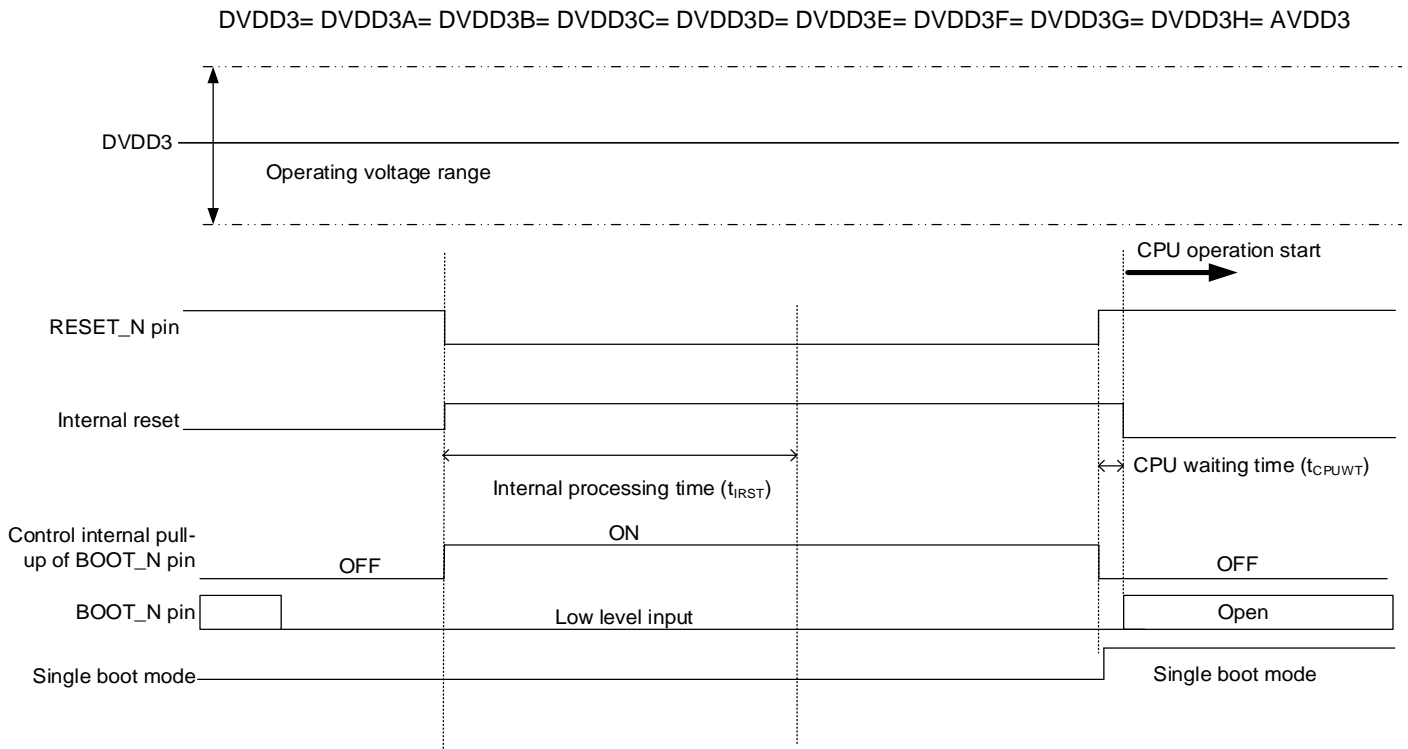 DVDD3= DVDD3A= DVDD3B= DVDD3C= DVDD3D= DVDD3E= DVDD3F= DVDD3G= DVDD3H= AVDD3
DVDD3
Operating voltage range
CPU operation start
RESET_N pin
Internal reset
CPU waiting time (tCPUWT)
Internal processing time (tIRST)
Control internal pull-
up of BOOT_N pin
OFF
ON
OFF
BOOT_N pin
Low level input
Open
Single boot mode
Single boot mode